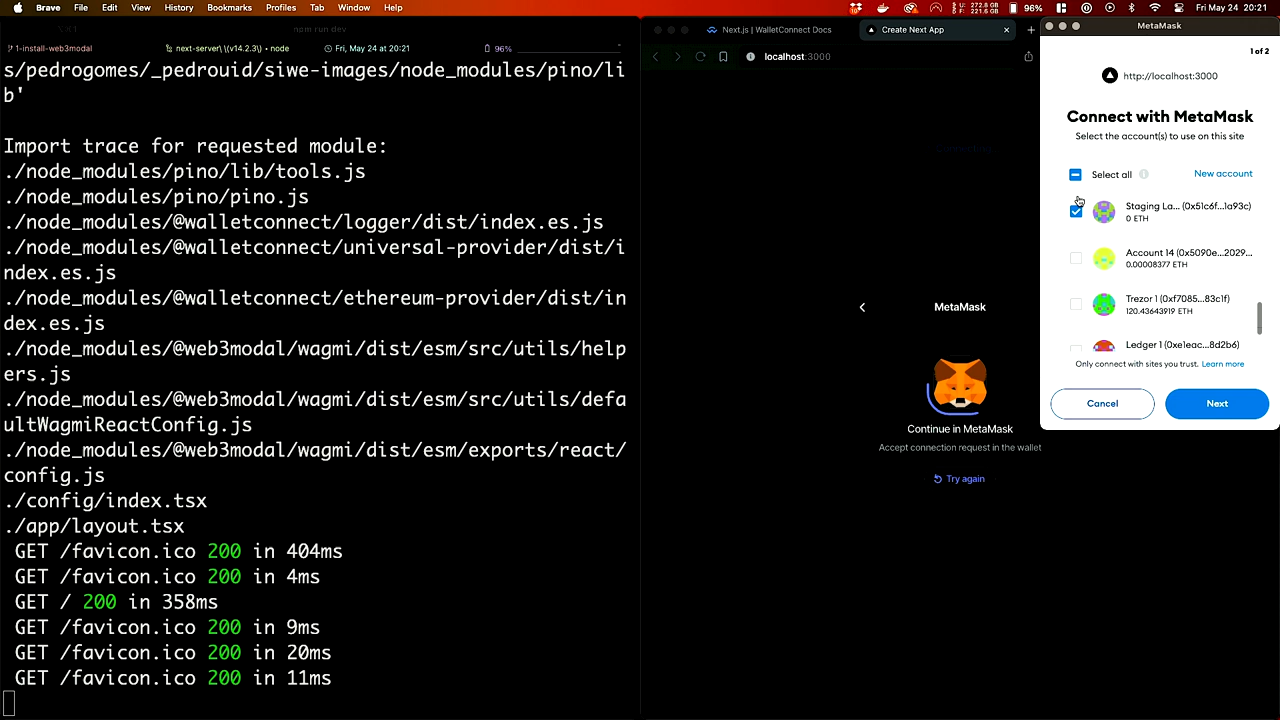 Brave File Edit View History Bookmarks Profiles Tab Window Help
272.8 GB
221.6 GB
96% Fri May 24 20:21
npm run dev
1-install-web3modal
next-server\ \(v14.2.3\) • node
Fri, May 24 at 20:21
96%
s/pedrogomes/_pedrouid/siwe-images/node_modules/pino/li
b'
Import trace for requested module:
./node_modules/pino/lib/tools.js
./node_modules/pino/pino.js
./node_modules/@walletconnect/logger/dist/index.es.js
./node_modules/@walletconnect/universal-provider/dist/i
ndex.es.js
./node_modules/@walletconnect/ethereum-provider/dist/in
dex.es.js
./node_modules/@web3modal/wagmi/dist/esm/src/utils/help
ers.js
./node_modules/@web3modal/wagmi/dist/esm/src/utils/defa
ultWagmiReactConfig.js
./node_modules/@web3modal/wagmi/dist/esm/exports/react/
config.js
./config/index.tsx
./app/layout.tsx
GET /favicon.ico 200 in 404ms
GET /favicon.ico 200 in 4ms
GET / 200 in 358ms
GET /favicon.ico 200 in 9ms
GET /favicon.ico 200 in 20ms
GET /favicon.ico 200 in 11ms
Next.js | WalletConnect Docs
Create Next App
localhost:3000
MetaMask
Continue in MetaMask
Accept connection request in the wallet
Try again
MetaMask
1 of 2
http://localhost:3000
Connect with MetaMask
Select the account(s) to use on this site
Select all
New account
Staging La... (0x51c6f...1a93c)
0 ETH
Account 14 (0x5090e...2029...
0.00008377 ETH
Trezor 1 (0xf7085...83c1f)
120.43643919 ETH
Ledger 1 (0xe1eac...8d2b6)
Only connect with sites you trust. Learn more
Cancel
Next